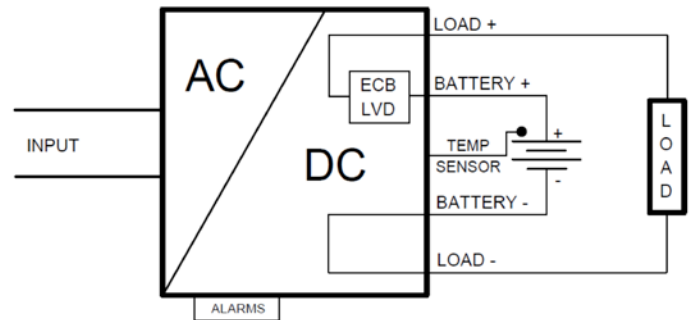 AC
DC
INPUT
ECB
LVD
LOAD +
BATTERY +
TEMP
SENSOR
+
-
BATTERY -
LOAD -
L
O
A
D
ALARMS